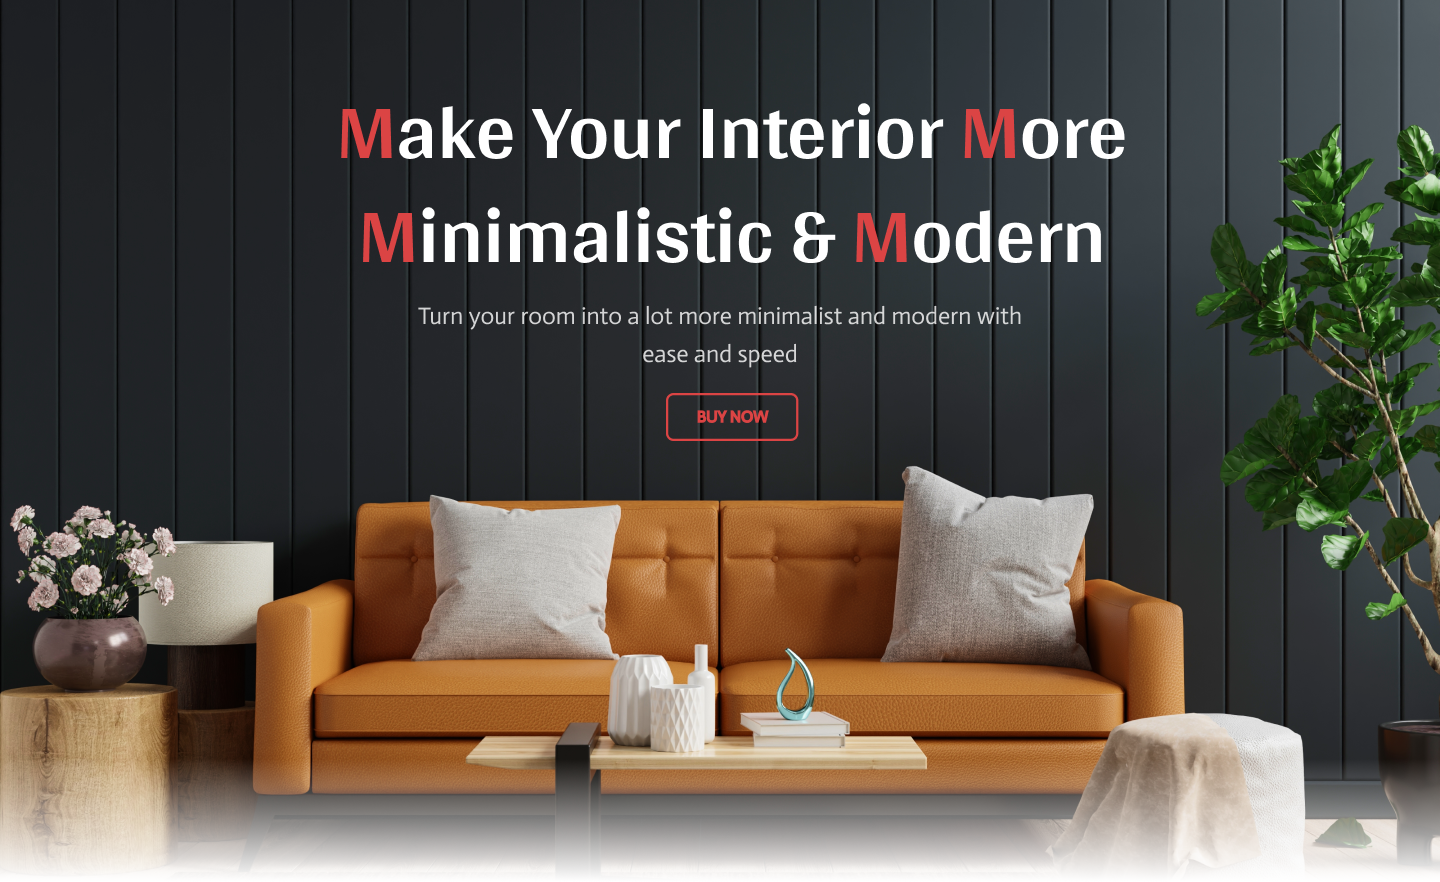 Make Your Interior More
Minimalistic & Modern
Turn your room into a lot more minimalist and modern with
ease and speed
BUY NOW